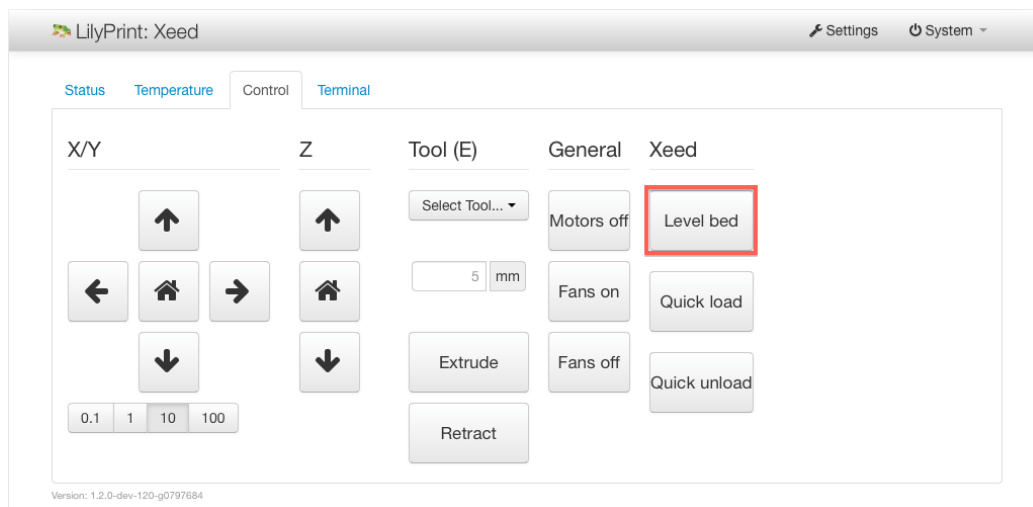 LilyPrint: Xeed
Settings
System
Status
Temperature
Control
Terminal
X/Y
Z
Tool (E)
General
Xeed
Select Tool...
Motors off
Level bed
5
mm
Fans on
Quick load
Extrude
Fans off
Quick unload
0.1
1
10
100
Retract
Version: 1.2.0-dev-120-g0797684